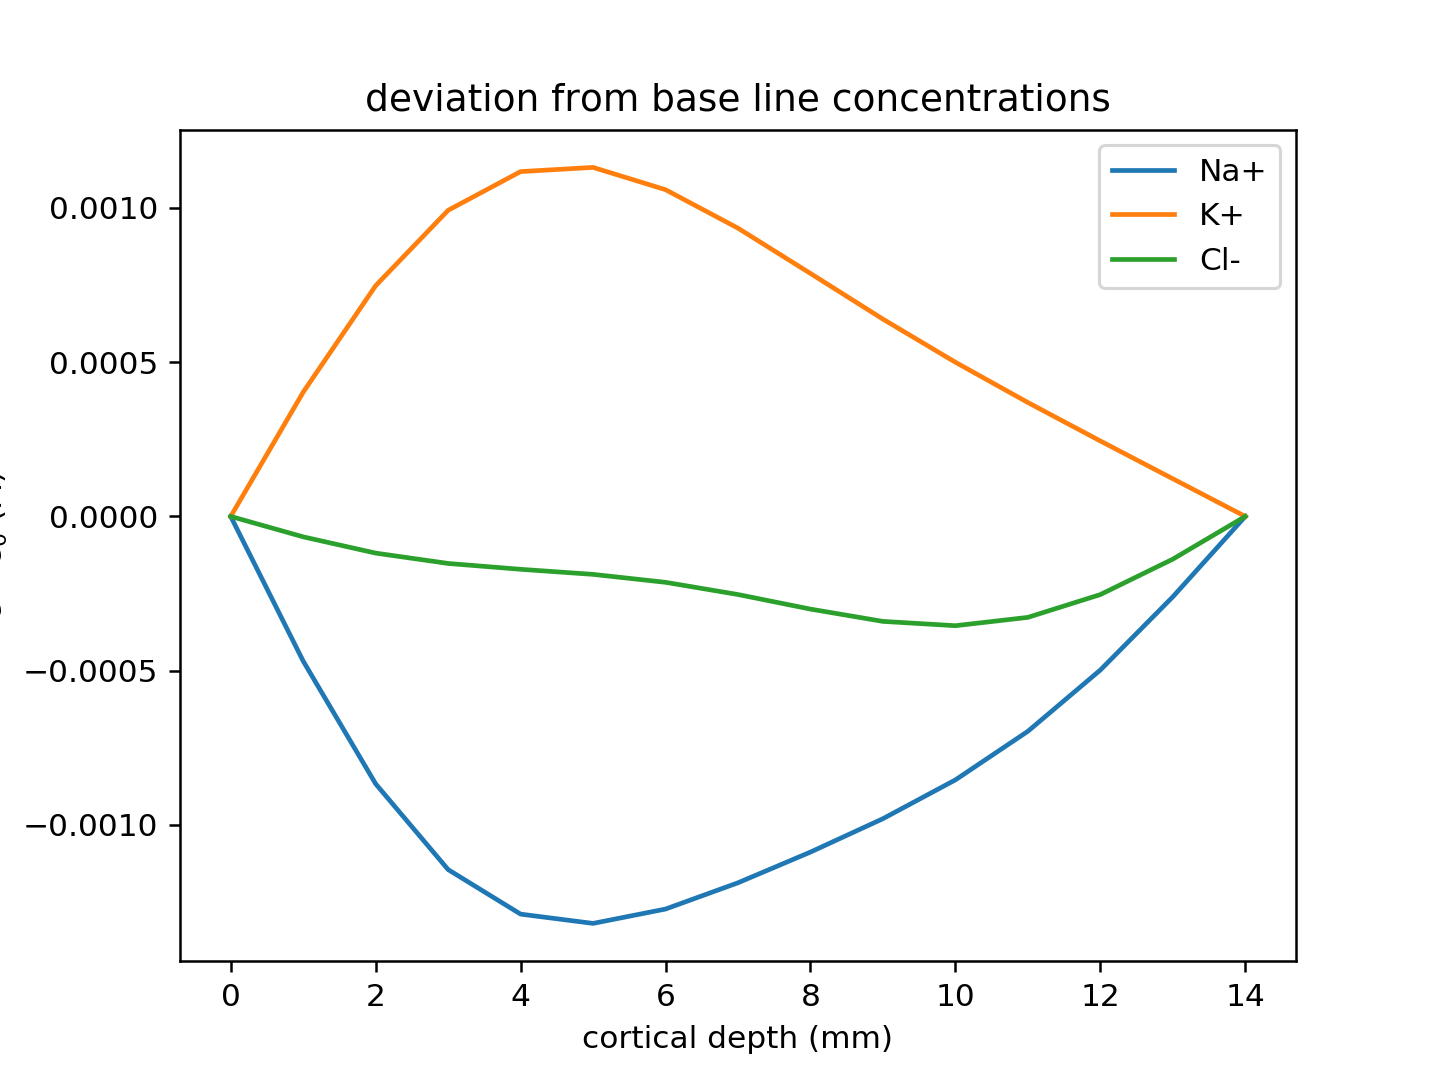 deviation from base line concentrations
Na+
K+
Cl-
0.0010
0.0005
0.0000
−0.0005
−0.0010
0 2 4 6 8 10 12 14
cortical depth (mm)